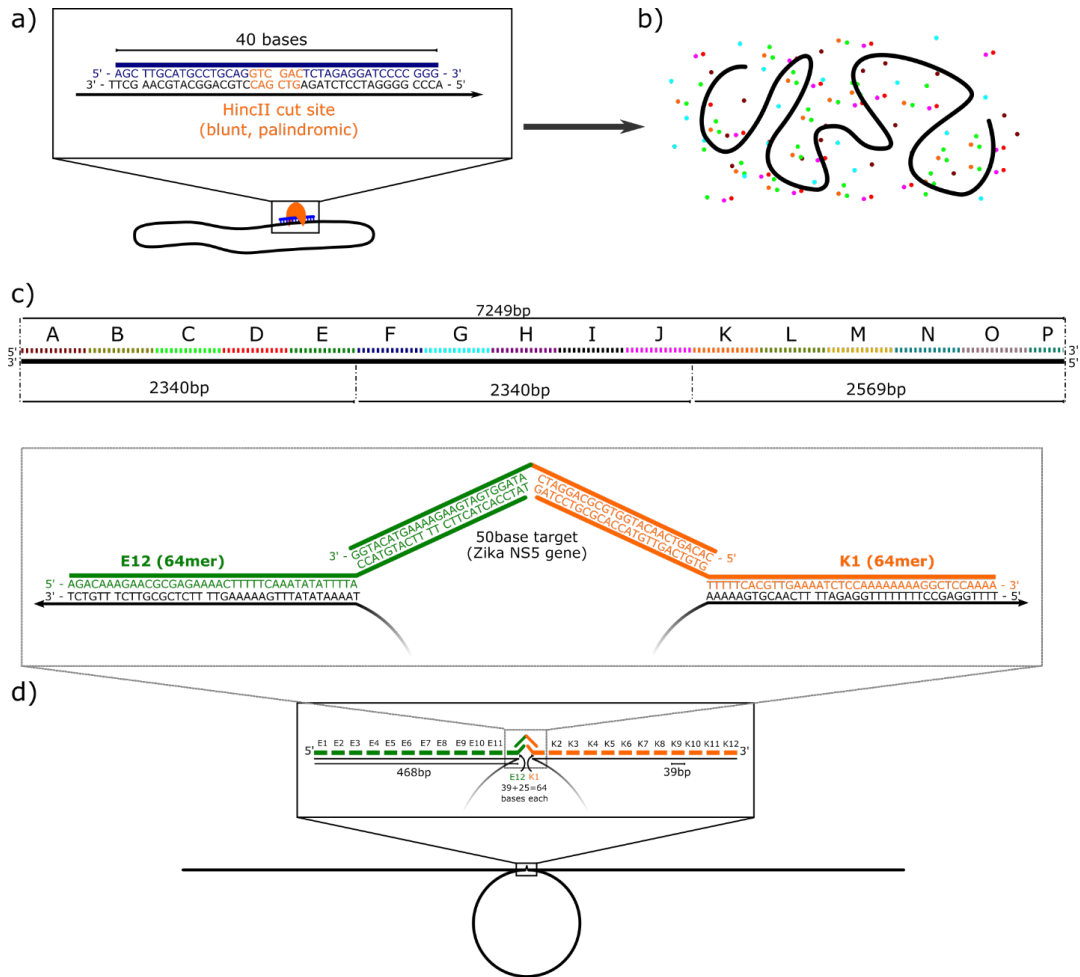 a)
40 bases
5' - AGC TTGCATGCCTGCAGGTC GACTCTAGAGGATCCCC GGG - 3'
3' - TTCG AACGTACGGACGTCCAG CTGAGATCTCCTAGGGG GCCCA - 5'
HincII cut site
(blunt, palindromic)
b)
c)
7249bp
A B C D E F G H I J K L M N O P
5' 3'
3' 5'
2340bp 2340bp 2569bp
3' - GGTACATGAAAAGAAGTAGTGGATA CTAGGACGCGTGGTACAACTGACAC - 5'
CCATGTACTT TT CTTCATCACCTAT GATCCTGCGCACCATGTTGACTGTG
50base target
(Zika NS5 gene)
E12 (64mer) K1 (64mer)
5' - AGACAAAGAACGCGAGAAAACTTTTTCAAATATATTTTA TTTTTCACGTTGAAAATCTCCAAAAAAAAGGCTCCAAAA - 3'
3' - TCTGTT TCTTGCGCTCTT TTGAAAAAGTTTATATAAAAT AAAAAGTGCAACTT TTAGAGGTTTTTTTTCCGAGGTTTT - 5'
d)
5' E1 E2 E3 E4 E5 E6 E7 E8 E9 E10 E11 K2 K3 K4 K5 K6 K7 K8 K9 K10 K11 K12 3'
468bp 39bp
E12 K1
39+25=64
bases each